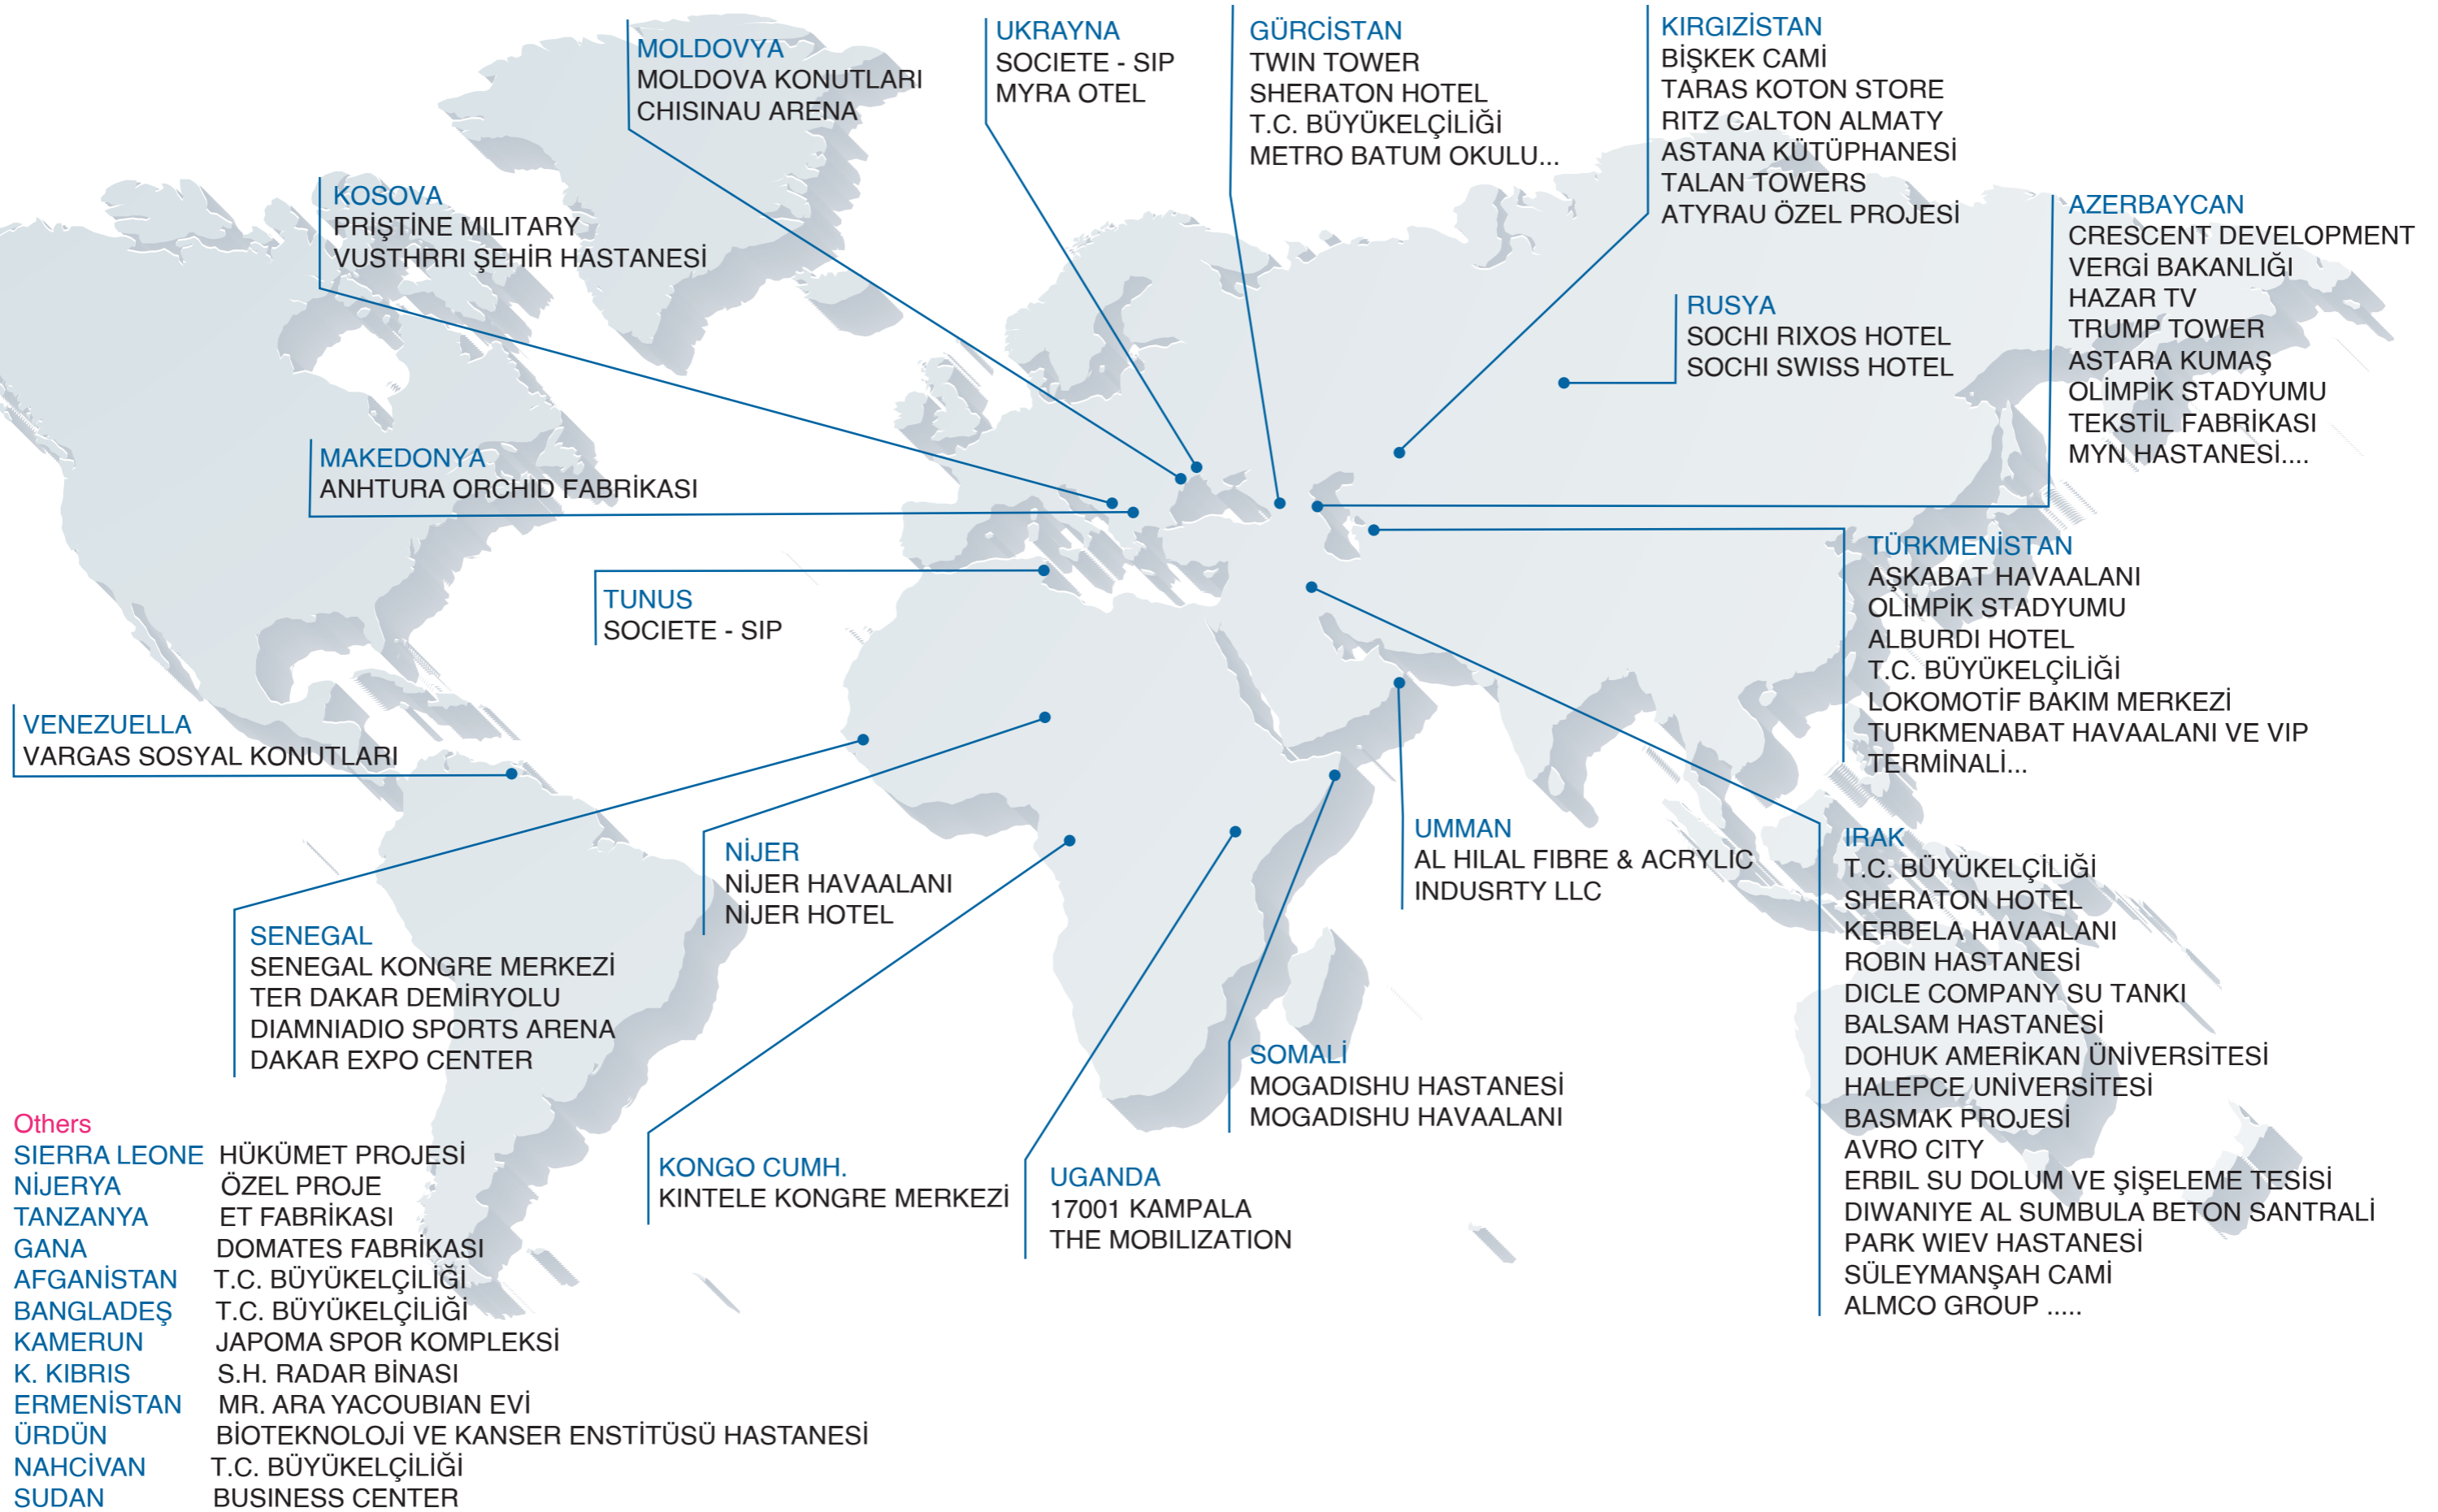 MOLDOVYA
MOLDOVA KONUTLARI
CHISINAU ARENA
UKRAYNA
SOCIETE - SIP
MYRA OTEL
GÜRCİSTAN
TWIN TOWER
SHERATON HOTEL
T.C. BÜYÜKELÇİLİĞİ
METRO BATUM OKULU...
KIRGIZİSTAN
BİŞKEK CAMİ
TARAS KOTON STORE
RITZ CALTON ALMATY
ASTANA KÜTÜPHANESİ
TALAN TOWERS
ATYRAU ÖZEL PROJESİ
KOSOVA
PRİŞTİNE MILITARY
VUSTHRRI ŞEHİR HASTANESİ
AZERBAYCAN
CRESCENT DEVELOPMENT
VERGİ BAKANLIĞI
HAZAR TV
TRUMP TOWER
ASTARA KUMAŞ
OLİMPİK STADYUMU
TEKSTİL FABRİKASI
MYN HASTANESİ....
RUSYA
SOCHI RIXOS HOTEL
SOCHI SWISS HOTEL
MAKEDONYA
ANHTURA ORCHID FABRİKASI
TUNUS
SOCIETE - SIP
TÜRKMENİSTAN
AŞKABAT HAVAALANI
OLİMPİK STADYUMU
ALBURDI HOTEL
T.C. BÜYÜKELÇİLİĞİ
LOKOMOTİF BAKIM MERKEZİ
TURKMENABAT HAVAALANI VE VIP
TERMİNALİ...
VENEZUELLA
VARGAS SOSYAL KONUTLARI
NİJER
NİJER HAVAALANI
NİJER HOTEL
UMMAN
AL HILAL FIBRE & ACRYLIC
INDUSRTY LLC
IRAK
T.C. BÜYÜKELÇİLİĞİ
SHERATON HOTEL
KERBELA HAVAALANI
ROBIN HASTANESİ
DICLE COMPANY SU TANKI
BALSAM HASTANESİ
DOHUK AMERİKAN ÜNİVERSİTESİ
HALEPCE UNİVERSİTESİ
BASMAK PROJESİ
AVRO CITY
ERBIL SU DOLUM VE ŞİŞELEME TESİSİ
DIWANIYE AL SUMBULA BETON SANTRALİ
PARK WIEV HASTANESİ
SÜLEYMANŞAH CAMİ
ALMCO GROUP .....
SENEGAL
SENEGAL KONGRE MERKEZİ
TER DAKAR DEMİRYOLU
DIAMNIADIO SPORTS ARENA
DAKAR EXPO CENTER
SOMALİ
MOGADISHU HASTANESİ
MOGADISHU HAVAALANI
KONGO CUMH.
KINTELE KONGRE MERKEZİ
UGANDA
17001 KAMPALA
THE MOBILIZATION
Others
SIERRA LEONE HÜKÜMET PROJESİ
NİJERYA ÖZEL PROJE
TANZANYA ET FABRİKASI
GANA DOMATES FABRİKASI
AFGANİSTAN T.C. BÜYÜKELÇİLİĞİ
BANGLADEŞ T.C. BÜYÜKELÇİLİĞİ
KAMERUN JAPOMA SPOR KOMPLEKSİ
K. KIBRIS S.H. RADAR BİNASI
ERMENİSTAN MR. ARA YACOUBIAN EVİ
ÜRDÜN BİOTEKNOLOJİ VE KANSER ENSTİTÜSÜ HASTANESİ
NAHCİVAN T.C. BÜYÜKELÇİLİĞİ
SUDAN BUSINESS CENTER